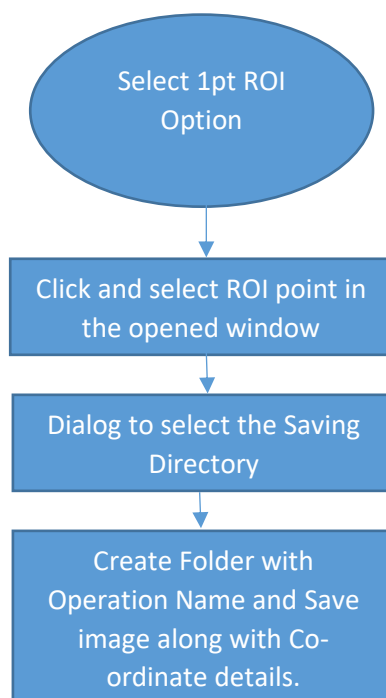 Select 1pt ROI
Option
Click and select ROI point in
the opened window
Dialog to select the Saving
Directory
Create Folder with
Operation Name and Save
image along with Co-
ordinate details.